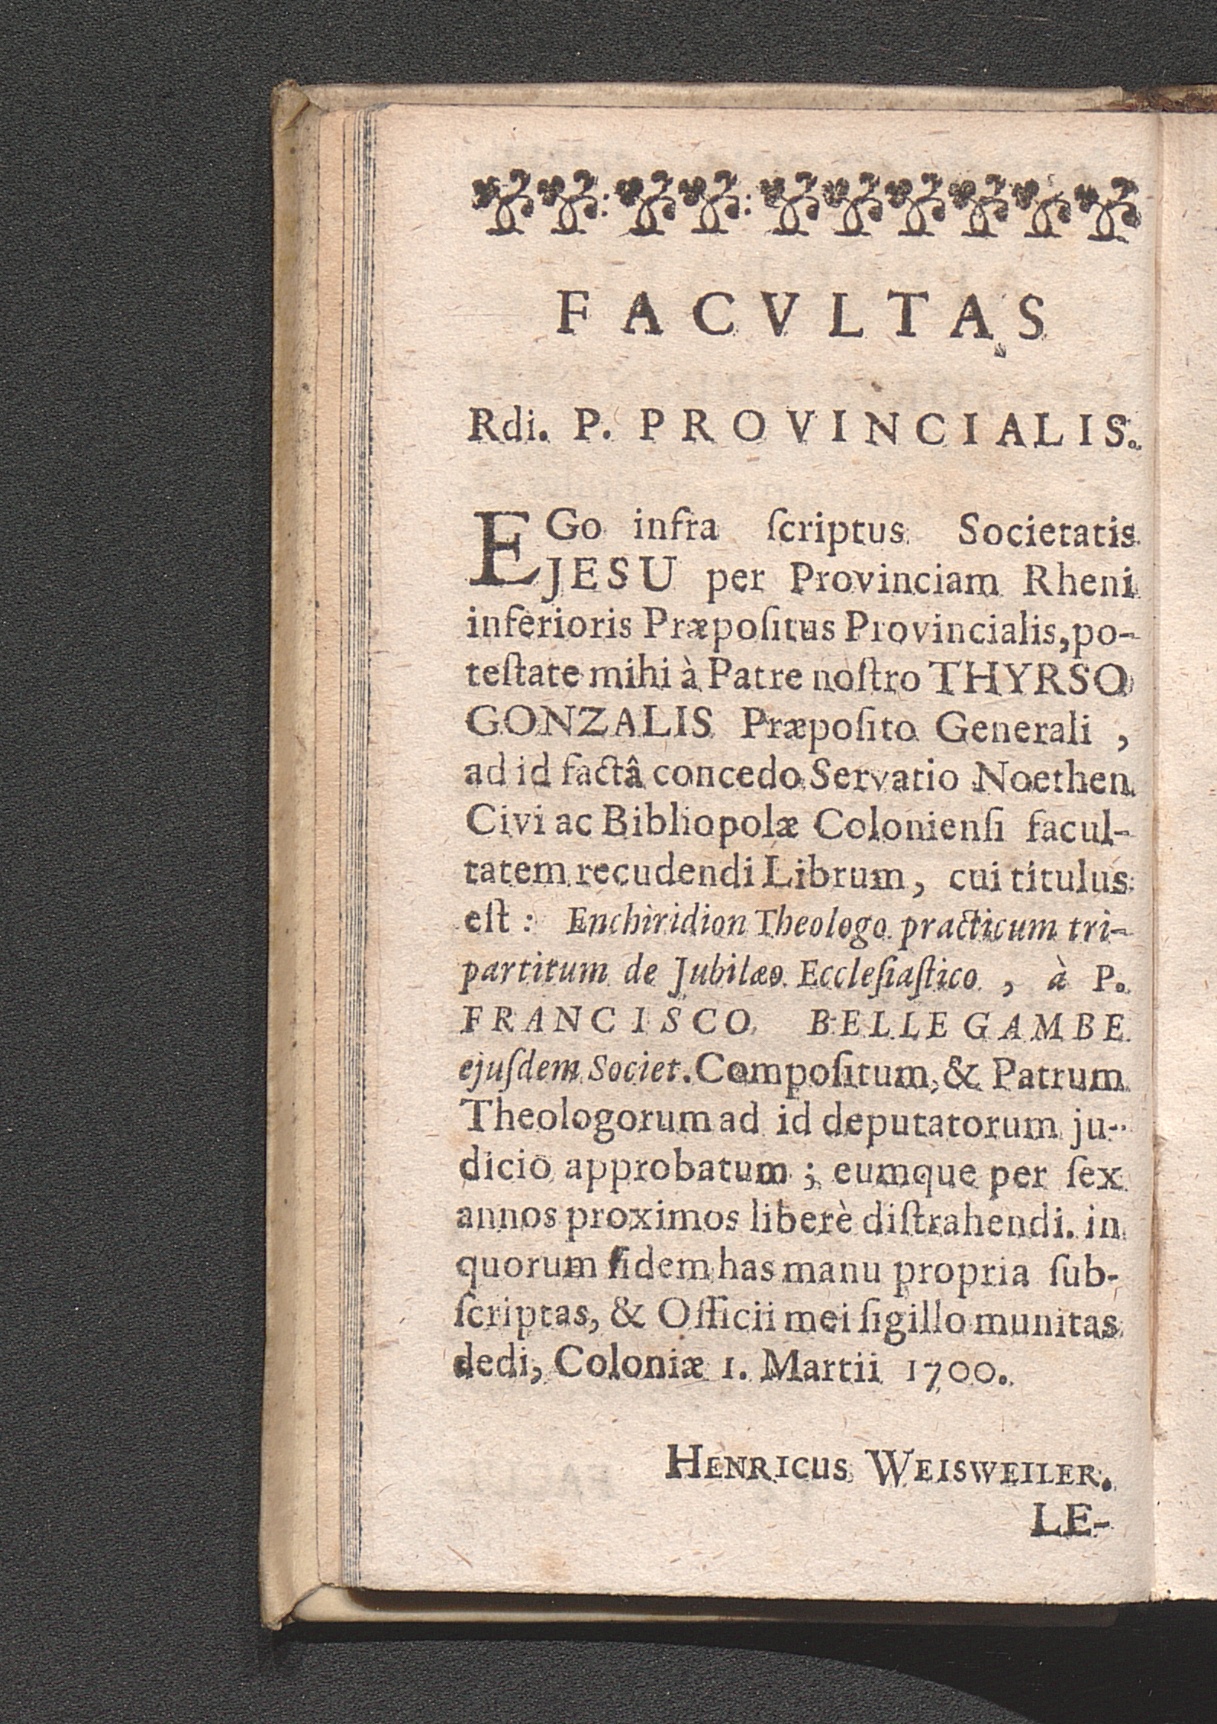 FACVLTAS
Rdi. P. PROVINCIALIS.
EGo infra ſcriptus Societatis
JESU per Provinciam Rheni
inferioris Præpoſitus Provincialis, po-
teſtate mihi à Patre noſtro THYRSO
GONZALIS Præpoſito Generali ,
ad id factâ concedo Servatio Noethen
Civi ac Bibliopolæ Colonienſi facul-
tatem recudendi Librum, cui titulus
eſt : Enchiridion Theologo practicum tri-
partitum de Jubilæo Eccleſiaſtico , à P.
FRANCISCO BELLEGAMBE
ejuſdem Societ. Compoſitum, & Patrum
Theologorum ad id deputatorum ju-
dicio approbatum ; eumque per ſex
annos proximos liberè diſtrahendi. in
quorum fidem has manu propria ſub-
ſcriptas, & Officii mei ſigillo munitas
dedi, Coloniæ 1. Martii 1700.
HENRICUS WEISWEILER.
LE-